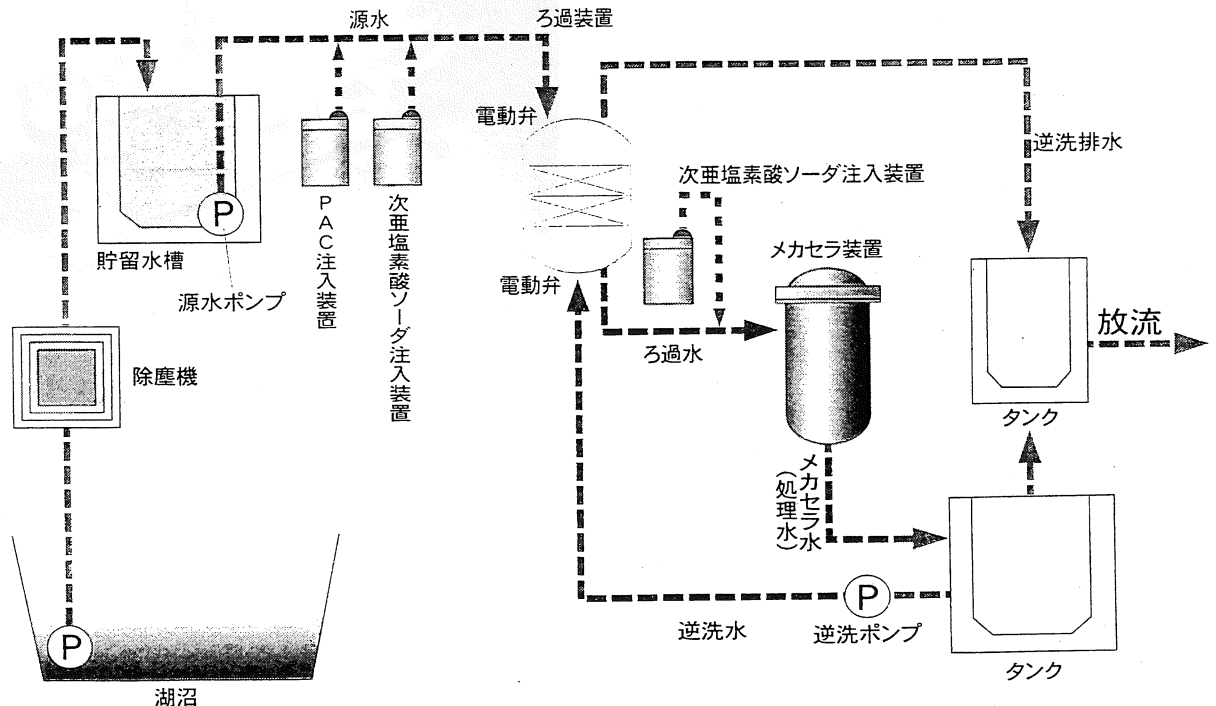 源水
ろ過装置
電動弁
逆洗排水
次亜塩素酸ソーダ注入装置
P
PAC注入装置
次亜塩素酸ソーダ注入装置
貯留水槽
源水ポンプ
電動弁
メカセラ装置
放流
ろ過水
除塵機
タンク
メカセラ水
(処理水)
P
逆洗水
逆洗ポンプ
P
タンク
湖沼